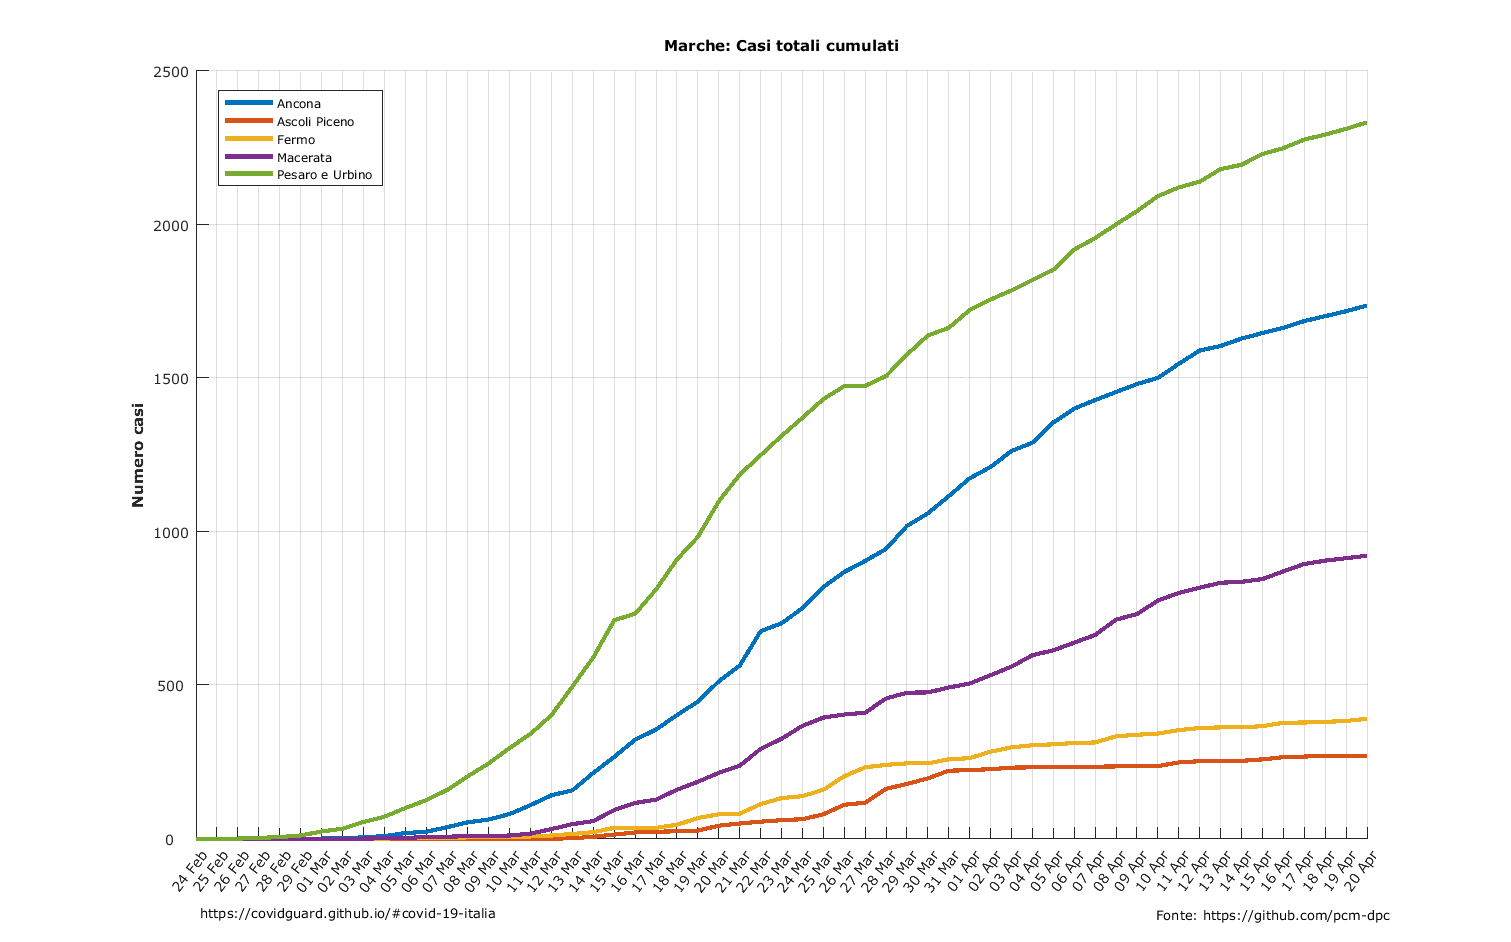 Marche: Casi totali cumulati
2500
2000
1500
1000
500
0
Numero casi
Ancona
Ascoli Piceno
Fermo
Macerata
Pesaro e Urbino
24 Feb
25 Feb
26 Feb
27 Feb
28 Feb
29 Feb
01 Mar
02 Mar
03 Mar
04 Mar
05 Mar
06 Mar
07 Mar
08 Mar
09 Mar
10 Mar
11 Mar
12 Mar
13 Mar
14 Mar
15 Mar
16 Mar
17 Mar
18 Mar
19 Mar
20 Mar
21 Mar
22 Mar
23 Mar
24 Mar
25 Mar
26 Mar
27 Mar
28 Mar
29 Mar
30 Mar
31 Mar
01 Apr
02 Apr
03 Apr
04 Apr
05 Apr
06 Apr
07 Apr
08 Apr
09 Apr
10 Apr
11 Apr
12 Apr
13 Apr
14 Apr
15 Apr
16 Apr
17 Apr
18 Apr
19 Apr
20 Apr
https://covidguard.github.io/#covid-19-italia
Fonte: https://github.com/pcm-dpc